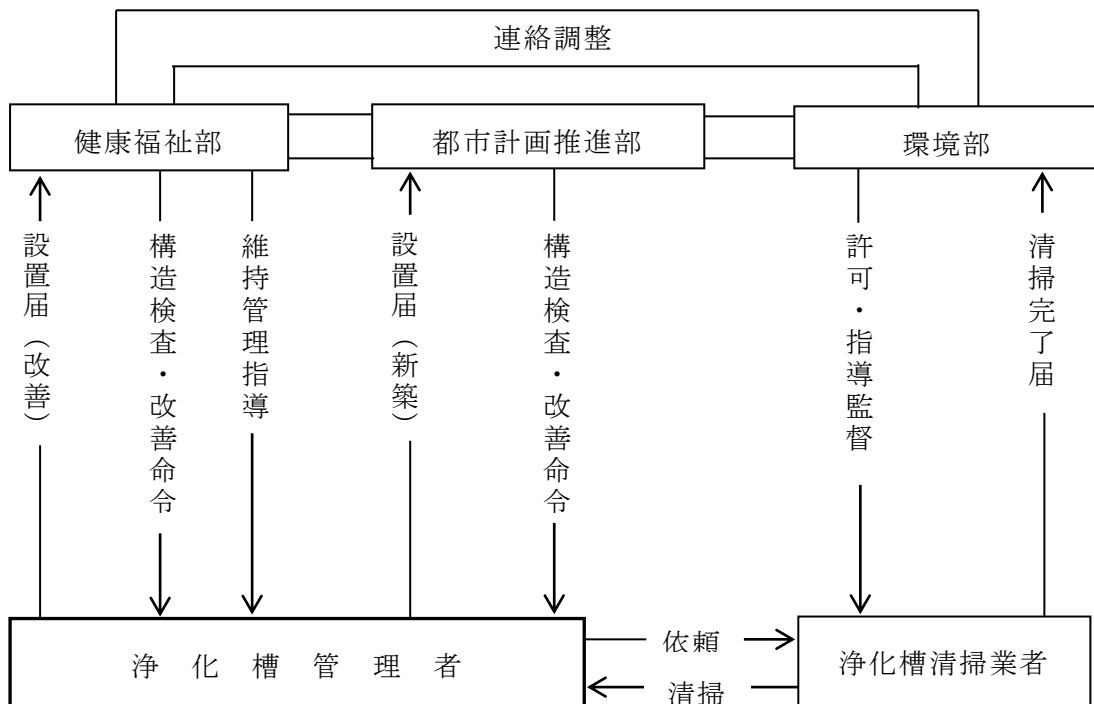 連絡調整
健康福祉部
都市計画推進部
環境部
設置届（改善）
構造検査・改善命令
維持管理指導
設置届（新築）
構造検査・改善命令
許可・指導監督
清掃完了届
浄化槽管理者
依頼
清掃
浄化槽清掃業者